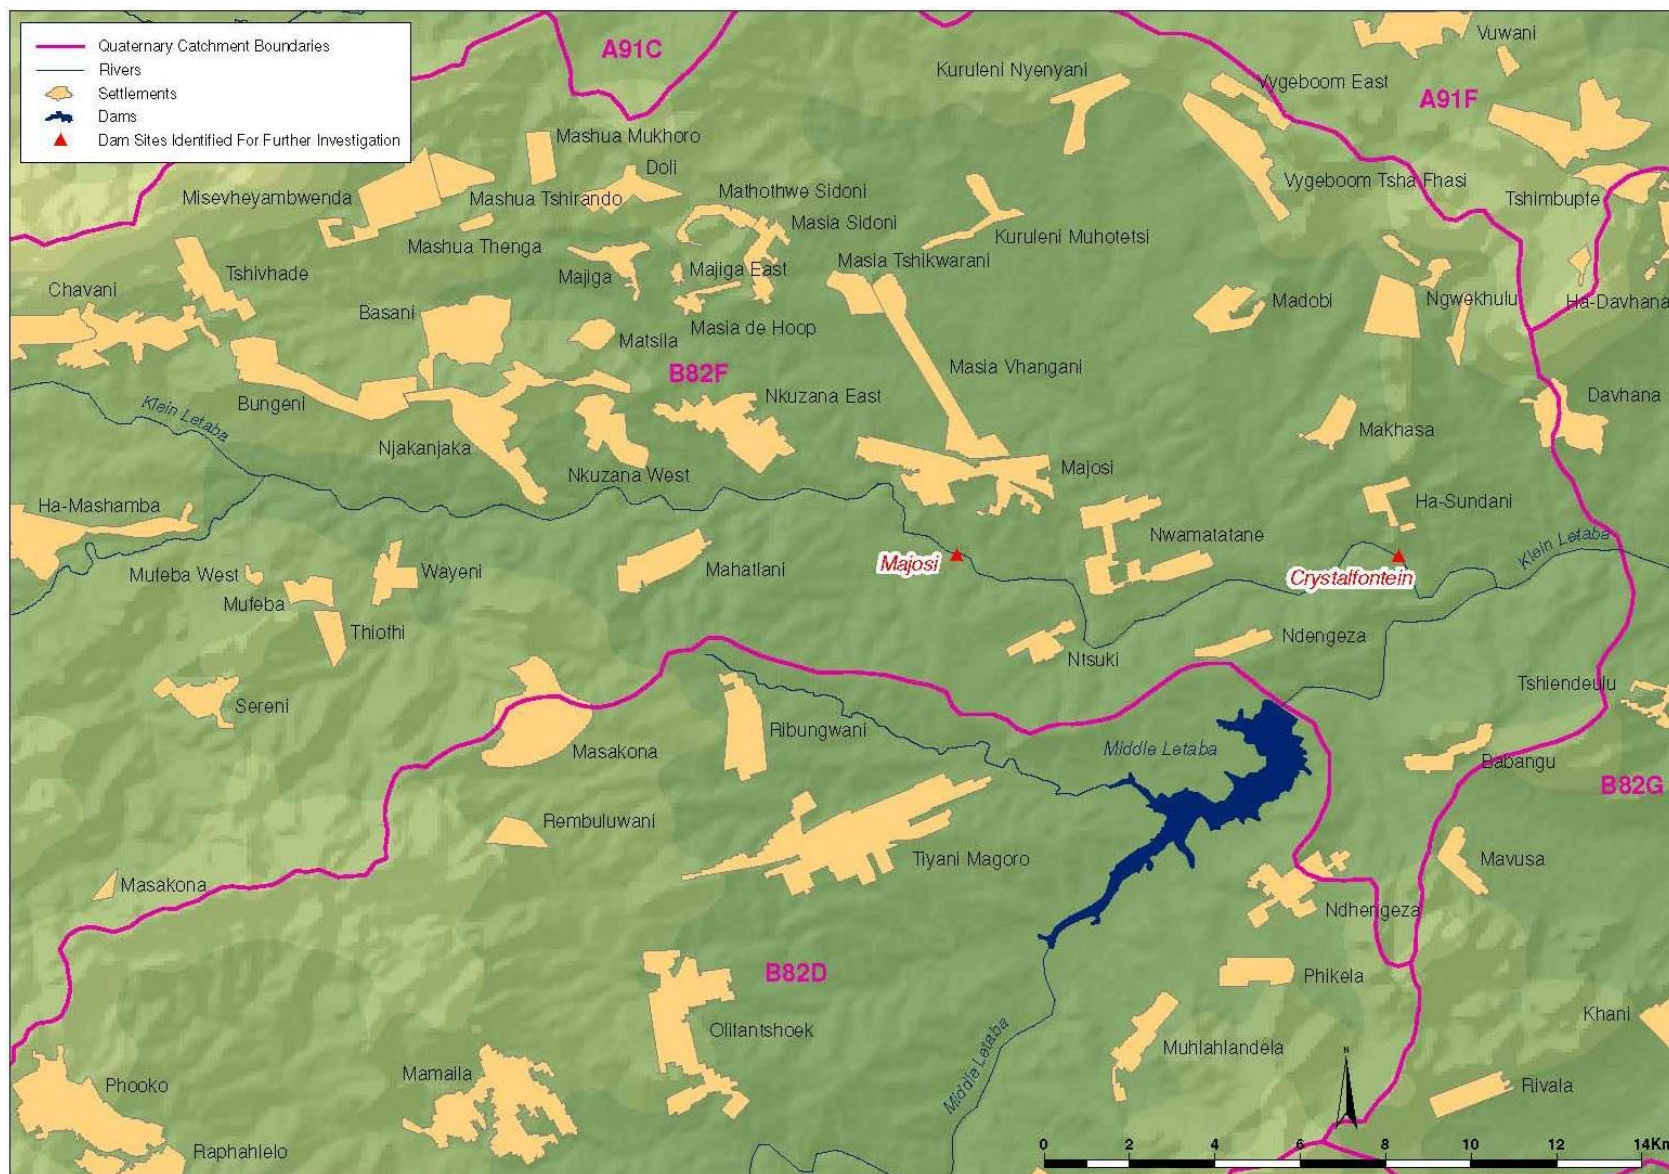 Quaternary Catchment Boundaries
Rivers
Settlements
Dams
Dam Sites Identified For Further Investigation
A91C
Vuwani
Kuruleni Nyenyani
Vygeboom East
A91F
Mashua Mukhoro
Doli
Misevheyambwenda
Mashua Tshirando
Mathothwe Sidoni
Vygeboom Tsha Fhasi
Tshimbupfe
Masia Sidoni
Mashua Thenga
Kuruleni Muhotetsi
Tshivhade
Majiga
Majiga East
Masia Tshikwarani
Chavani
Basani
Madobi
Ngwekhulu
Ha-Davhana
Matsila
Masia de Hoop
B82F
Masia Vhangani
Klein Letaba
Bungeni
Nkuzana East
Davhana
Makhasa
Njakanjaka
Nkuzana West
Majosi
Ha-Mashamba
Ha-Sundani
Nwamatatane
Klein Letaba
Mufeba West
Wayeni
Mahatlani
Majosi
Crystalfontein
Mufeba
Thiofhi
Ntsuki
Ndengeza
Sereni
Tshiendeulu
Ribungwani
Masakona
Middle Letaba
Babangu
B82G
Rembuluwani
Tiyani Magoro
Mavusa
Masakona
Ndhengeza
B82D
Phikela
Olifantshoek
Khani
Middle Letaba
Muhlahlandela
N
Phooko
Mamaila
Rivala
Raphahlelo
0 2 4 6 8 10 12 14Km